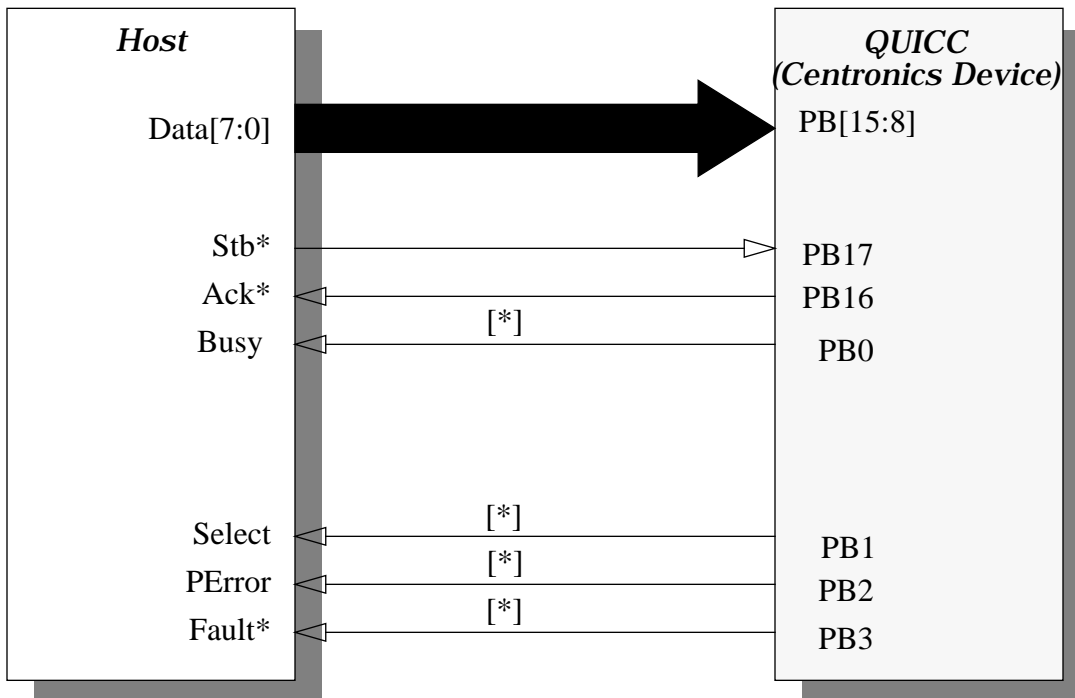 Host
QUICC
(Centronics Device)
Data[7:0]
PB[15:8]
Stb*
PB17
Ack*
PB16
[*]
Busy
PB0
[*]
Select
PB1
[*]
PError
PB2
[*]
Fault*
PB3